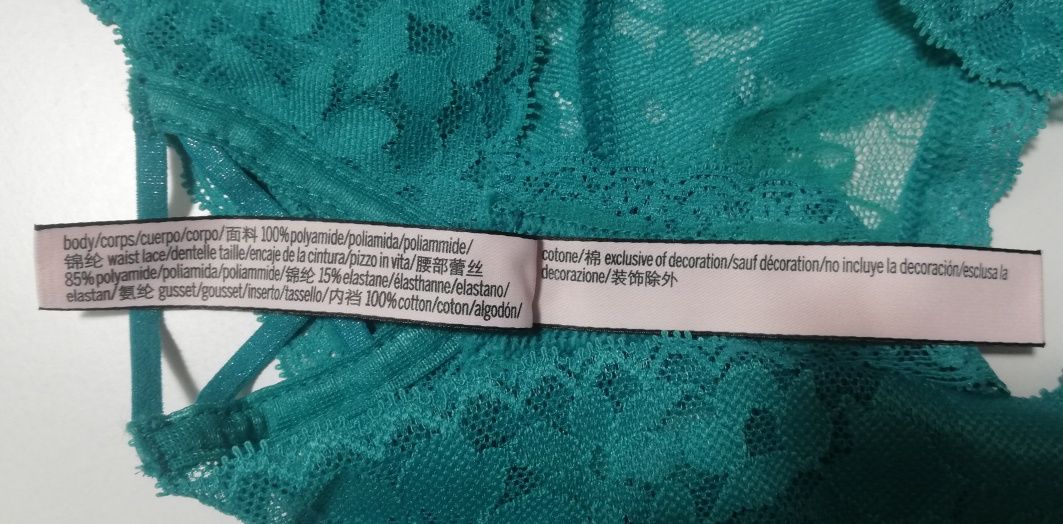 body/corps/cuerpo/corpo/面料 100%polyamide/poliamida/poliammide/
锦纶 waist lace/dentelle taille/encaje de la cintura/pizzo in vita/腰部蕾丝
85%polyamide/poliamida/poliammide/锦纶 15%elastane/élasthanne/elastano/
elastan/氨纶 gusset/gousset/inserto/tassello/内裆 100%cotton/coton/algodón/
cotone/棉 exclusive of decoration/sauf décoration/no incluye la decoración/esclusa la
decorazione/装饰除外